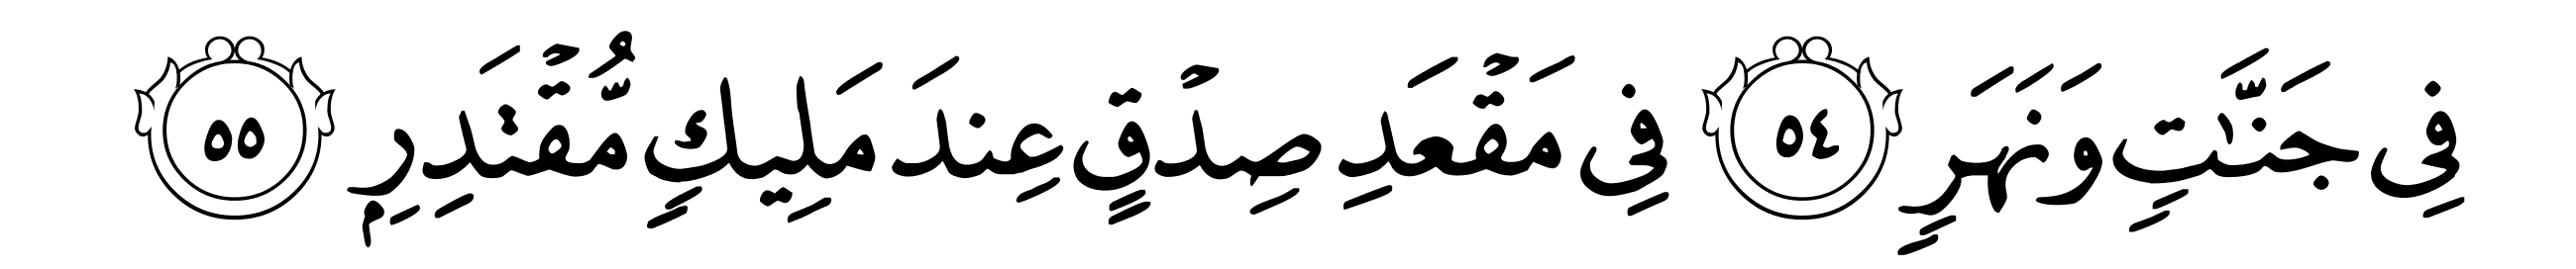 فِى جَنَّـٰتٍ وَنَهَرٍ ٥٤ فِى مَقْعَدِ صِدْقٍ عِندَ مَلِيكٍ مُّقْتَدِرٍۭ ٥٥